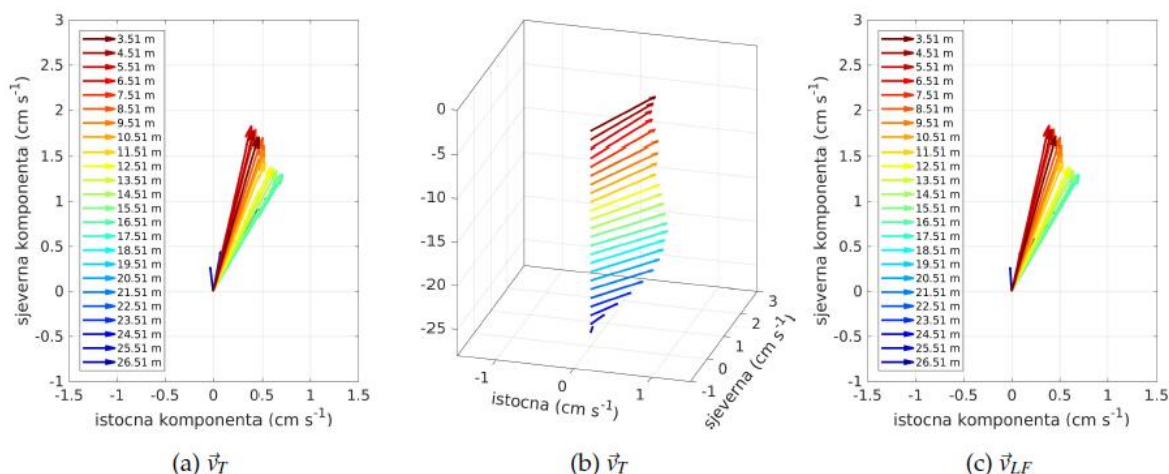 3
2.5
2
1.5
1
0.5
0
-0.5
-1
-1.5 -1 -0.5 0 0.5 1 1.5
sjeverna komponenta (cm s⁻¹)
istocna komponenta (cm s⁻¹)
3.51 m
4.51 m
5.51 m
6.51 m
7.51 m
8.51 m
9.51 m
10.51 m
11.51 m
12.51 m
13.51 m
14.51 m
15.51 m
16.51 m
17.51 m
18.51 m
19.51 m
20.51 m
21.51 m
22.51 m
23.51 m
24.51 m
25.51 m
26.51 m
(a) v⃗_T
0
-5
-10
-15
-20
-25
-1 0 1
istocna (cm s⁻¹)
3
2
1
0
-1
sjeverna (cm s⁻¹)
(b) v⃗_T
3
2.5
2
1.5
1
0.5
0
-0.5
-1
-1.5 -1 -0.5 0 0.5 1 1.5
sjeverna komponenta (cm s⁻¹)
istocna komponenta (cm s⁻¹)
3.51 m
4.51 m
5.51 m
6.51 m
7.51 m
8.51 m
9.51 m
10.51 m
11.51 m
12.51 m
13.51 m
14.51 m
15.51 m
16.51 m
17.51 m
18.51 m
19.51 m
20.51 m
21.51 m
22.51 m
23.51 m
24.51 m
25.51 m
26.51 m
(c) v⃗_LF